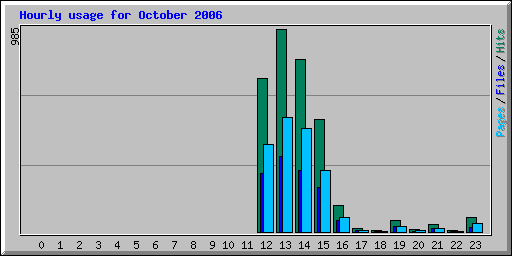 Hourly usage for October 2006
985
Pages/Files/Hits
0 1 2 3 4 5 6 7 8 9 10 11 12 13 14 15 16 17 18 19 20 21 22 23